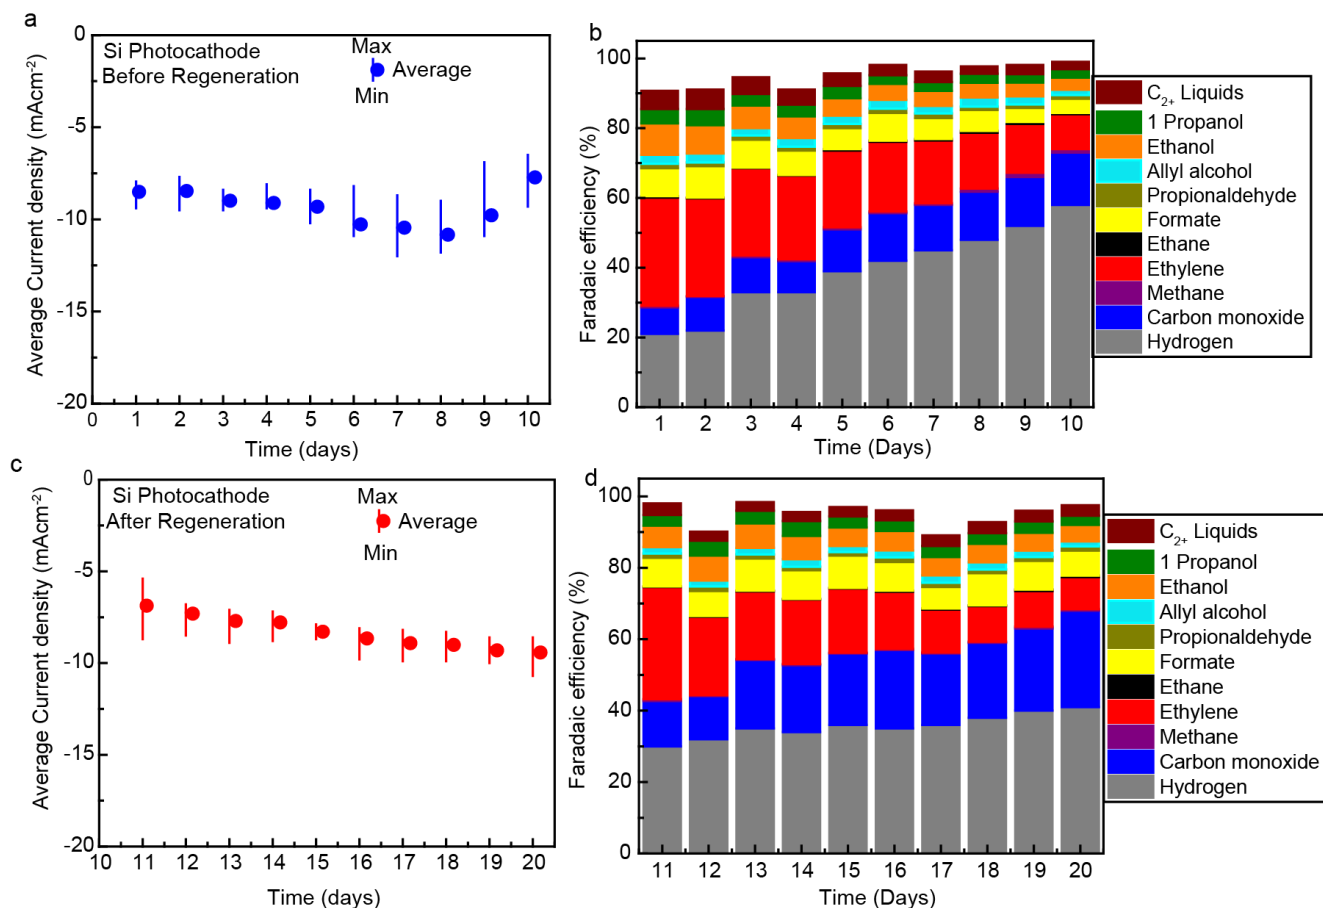 a
Si Photocathode
Before Regeneration
Max
Average
Min
Average Current density (mAcm⁻²)
0
-5
-10
-15
-20
0 1 2 3 4 5 6 7 8 9 10
Time (days)
b
Faradaic efficiency (%)
100
80
60
40
20
0
1 2 3 4 5 6 7 8 9 10
Time (Days)
C₂₊ Liquids
1 Propanol
Ethanol
Allyl alcohol
Propionaldehyde
Formate
Ethane
Ethylene
Methane
Carbon monoxide
Hydrogen
c
Si Photocathode
After Regeneration
Max
Average
Min
Average Current density (mAcm⁻²)
0
-5
-10
-15
-20
10 11 12 13 14 15 16 17 18 19 20
Time (days)
d
Faradaic efficiency (%)
100
80
60
40
20
0
11 12 13 14 15 16 17 18 19 20
Time (Days)
C₂₊ Liquids
1 Propanol
Ethanol
Allyl alcohol
Propionaldehyde
Formate
Ethane
Ethylene
Methane
Carbon monoxide
Hydrogen